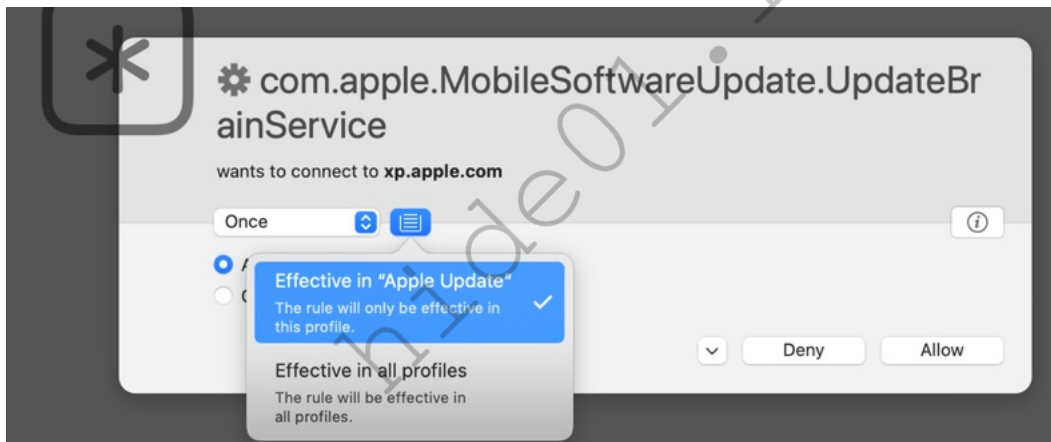 *
com.apple.MobileSoftwareUpdate.UpdateBr
ainService
wants to connect to xp.apple.com
Once
Effective in "Apple Update"
The rule will only be effective in
this profile.
Effective in all profiles
The rule will be effective in
all profiles.
Deny
Allow
hide01.